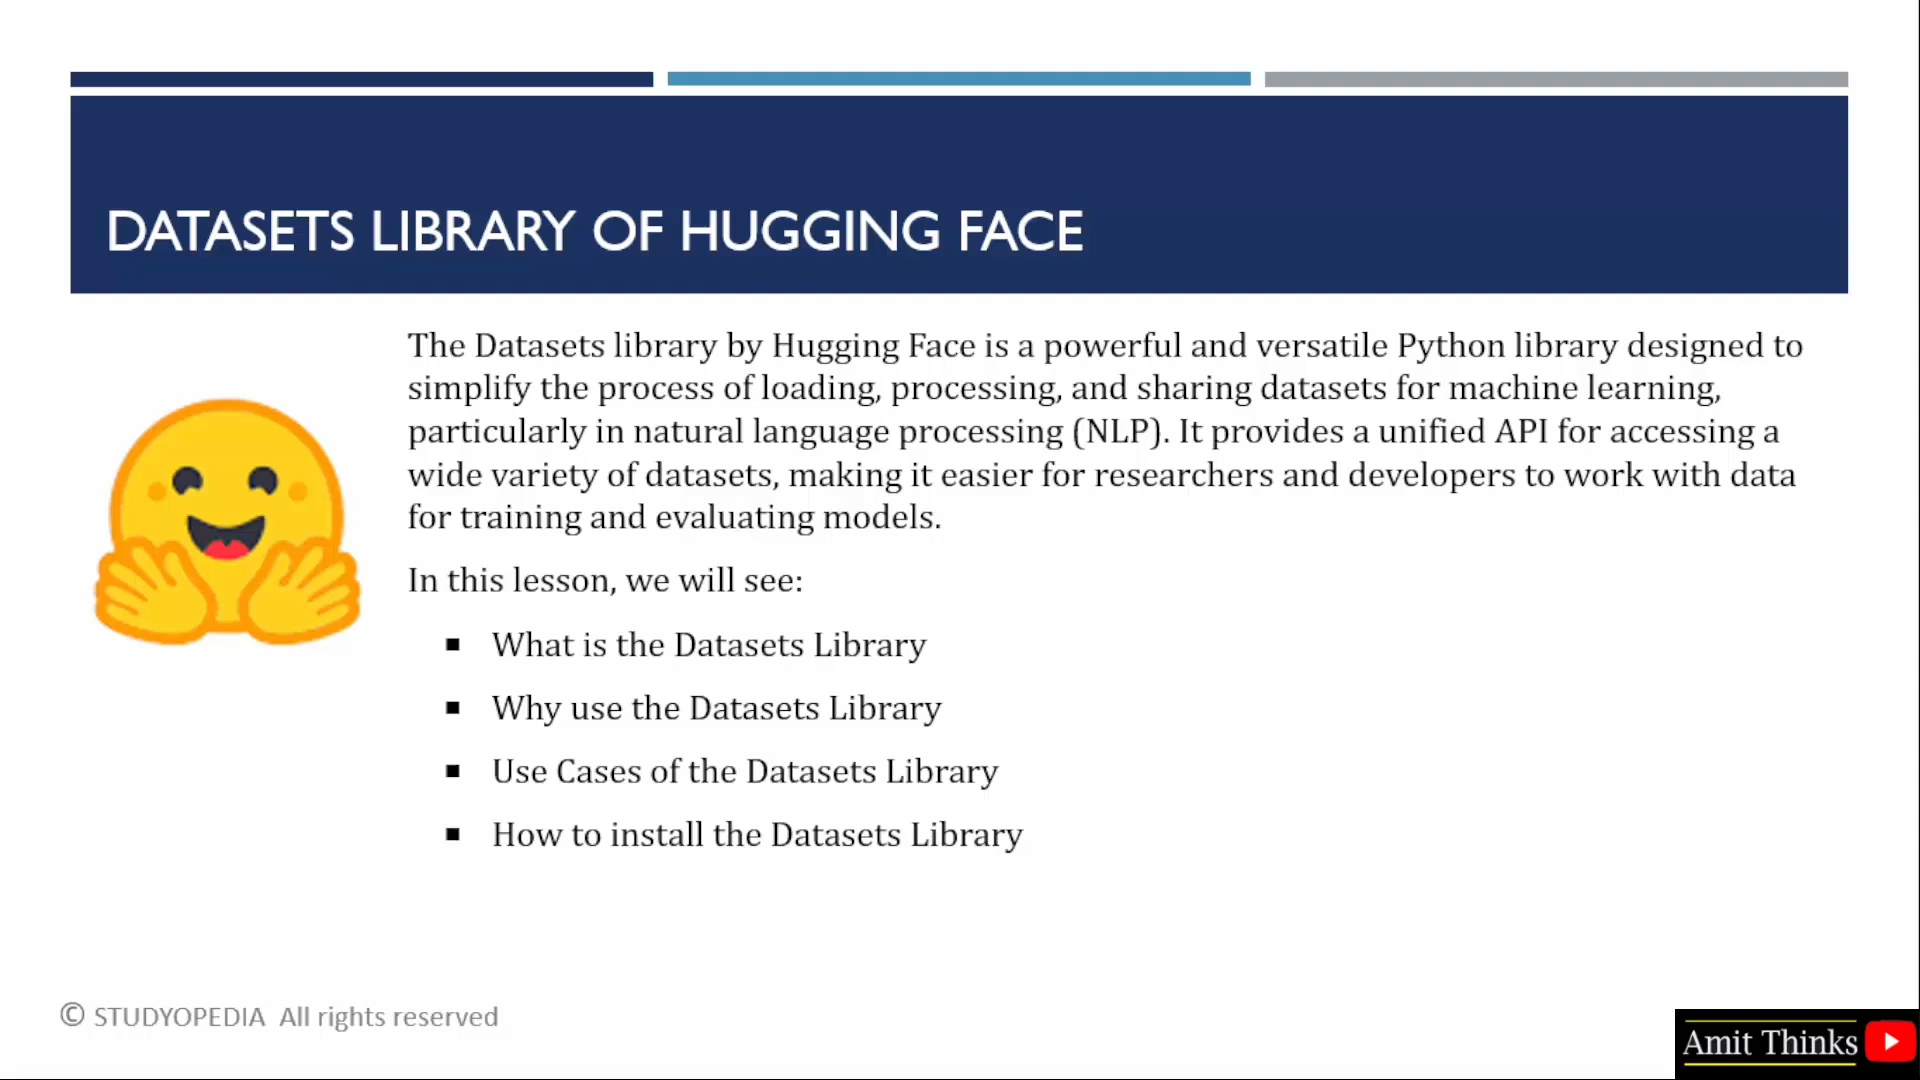 DATASETS LIBRARY OF HUGGING FACE
The Datasets library by Hugging Face is a powerful and versatile Python library designed to
simplify the process of loading, processing, and sharing datasets for machine learning,
particularly in natural language processing (NLP). It provides a unified API for accessing a
wide variety of datasets, making it easier for researchers and developers to work with data
for training and evaluating models.
In this lesson, we will see:
▪ What is the Datasets Library
▪ Why use the Datasets Library
▪ Use Cases of the Datasets Library
▪ How to install the Datasets Library
© STUDYOPEDIA All rights reserved
Amit Thinks